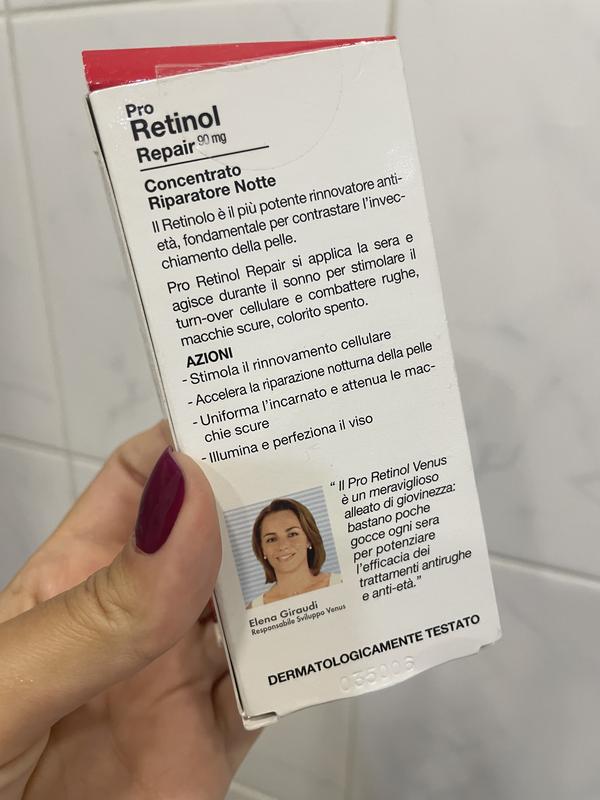 Pro
Retinol
Repair 90 mg
Concentrato
Riparatore Notte
Il Retinolo è il più potente rinnovatore anti-
età, fondamentale per contrastare l'invec-
chiamento della pelle.
Pro Retinol Repair si applica la sera e
agisce durante il sonno per stimolare il
turn-over cellulare e combattere rughe,
macchie scure, colorito spento.
AZIONI
- Stimola il rinnovamento cellulare
- Accelera la riparazione notturna della pelle
- Uniforma l'incarnato e attenua le mac-
chie scure
- Illumina e perfeziona il viso
“ Il Pro Retinol Venus
è un meraviglioso
alleato di giovinezza:
bastano poche
gocce ogni sera
per potenziare
l'efficacia dei
trattamenti antirughe
e anti-età.”
Elena Giraudi
Responsabile Sviluppo Venus
DERMATOLOGICAMENTE TESTATO